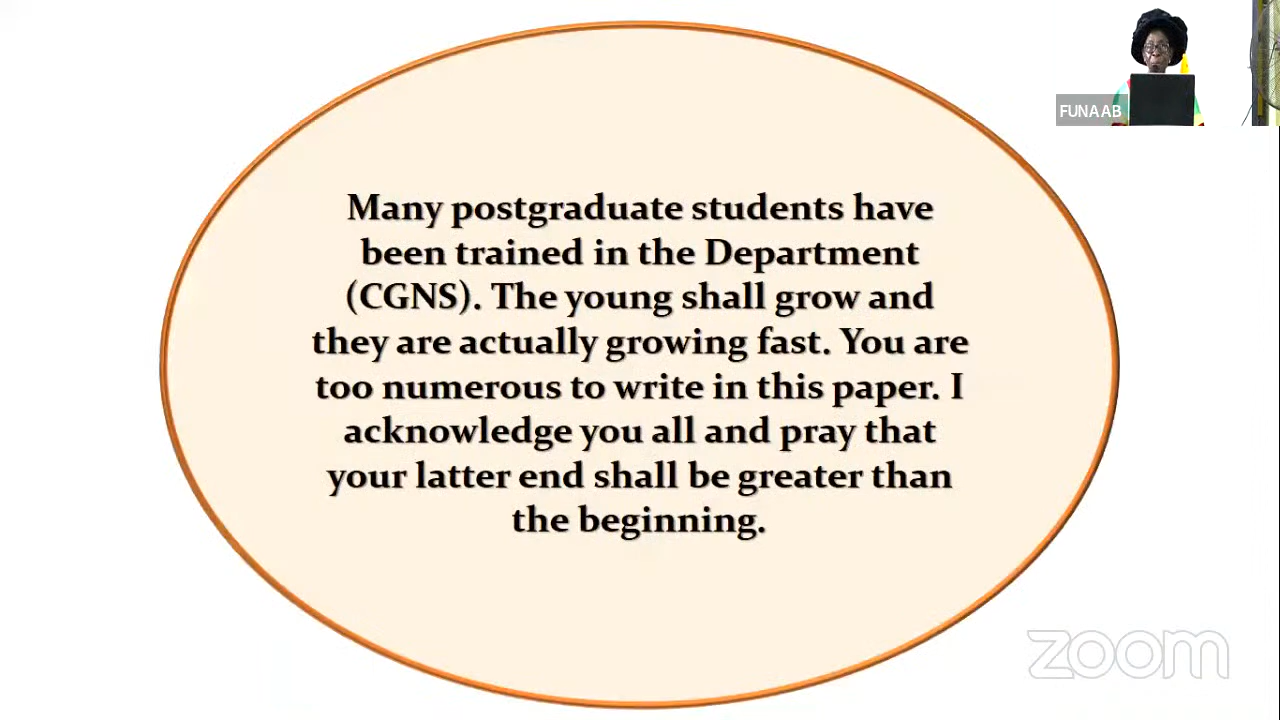 FUNAAB
Many postgraduate students have
been trained in the Department
(CGNS). The young shall grow and
they are actually growing fast. You are
too numerous to write in this paper. I
acknowledge you all and pray that
your latter end shall be greater than
the beginning.
zoom